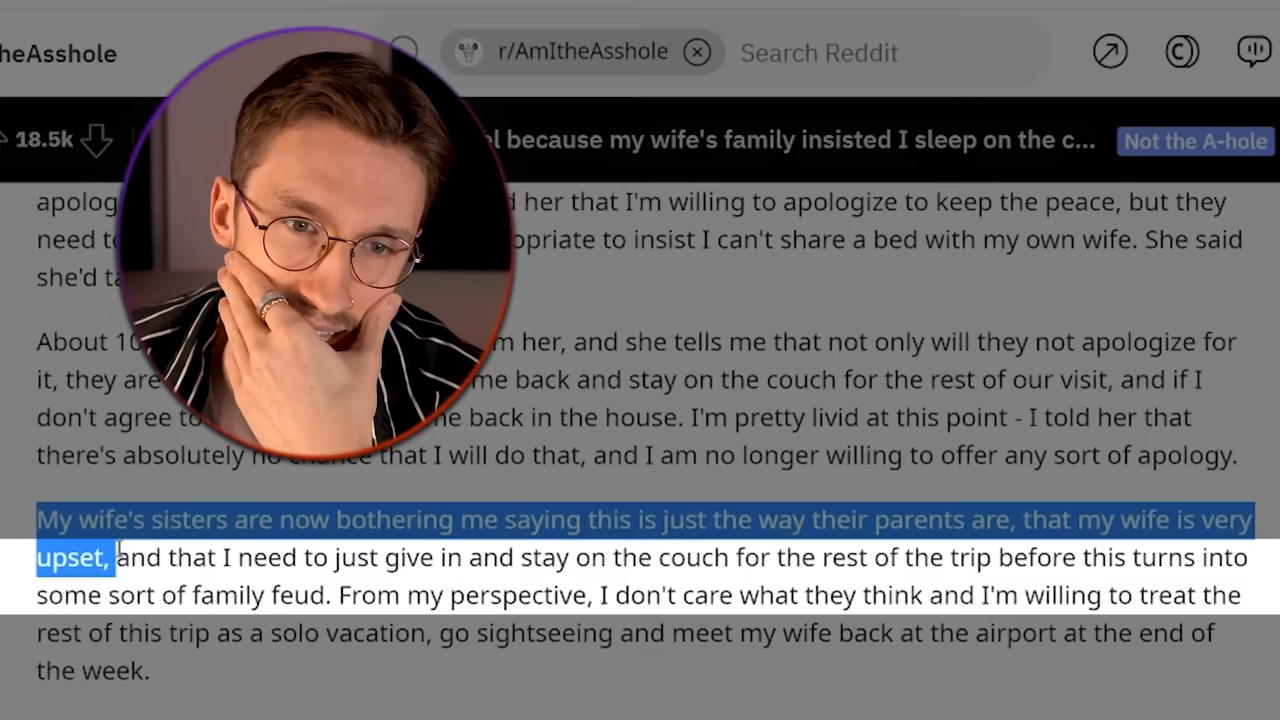 heAsshole
r/AmItheAsshole
Search Reddit
18.5k
because my wife's family insisted I sleep on the c...
Not the A-hole
her that I'm willing to apologize to keep the peace, but they
need
to insist I can't share a bed with my own wife. She said
she'd
About
her, and she tells me that not only will they not apologize for
it, they are
me back and stay on the couch for the rest of our visit, and if I
don't agree
back in the house. I'm pretty livid at this point - I told her that
there's absolutely no chance that I will do that, and I am no longer willing to offer any sort of apology.
My wife's sisters are now bothering me saying this is just the way their parents are, that my wife is very
upset, and that I need to just give in and stay on the couch for the rest of the trip before this turns into
some sort of family feud. From my perspective, I don't care what they think and I'm willing to treat the
rest of this trip as a solo vacation, go sightseeing and meet my wife back at the airport at the end of
the week.